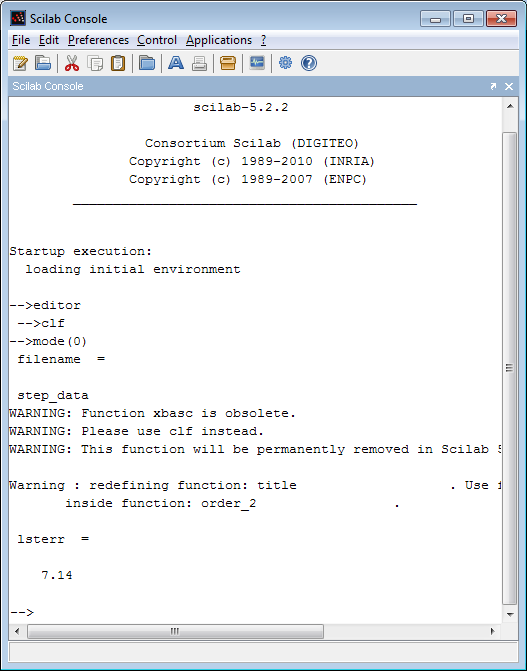 Scilab Console
File Edit Preferences Control Applications ?
Scilab Console
scilab-5.2.2
Consortium Scilab (DIGITEO)
Copyright (c) 1989-2010 (INRIA)
Copyright (c) 1989-2007 (ENPC)
Startup execution:
loading initial environment
-->editor
-->clf
-->mode(0)
filename =
step_data
WARNING: Function xbasc is obsolete.
WARNING: Please use clf instead.
WARNING: This function will be permanently removed in Scilab 5
Warning : redefining function: title . Use f
inside function: order_2 .
lsterr =
7.14
-->